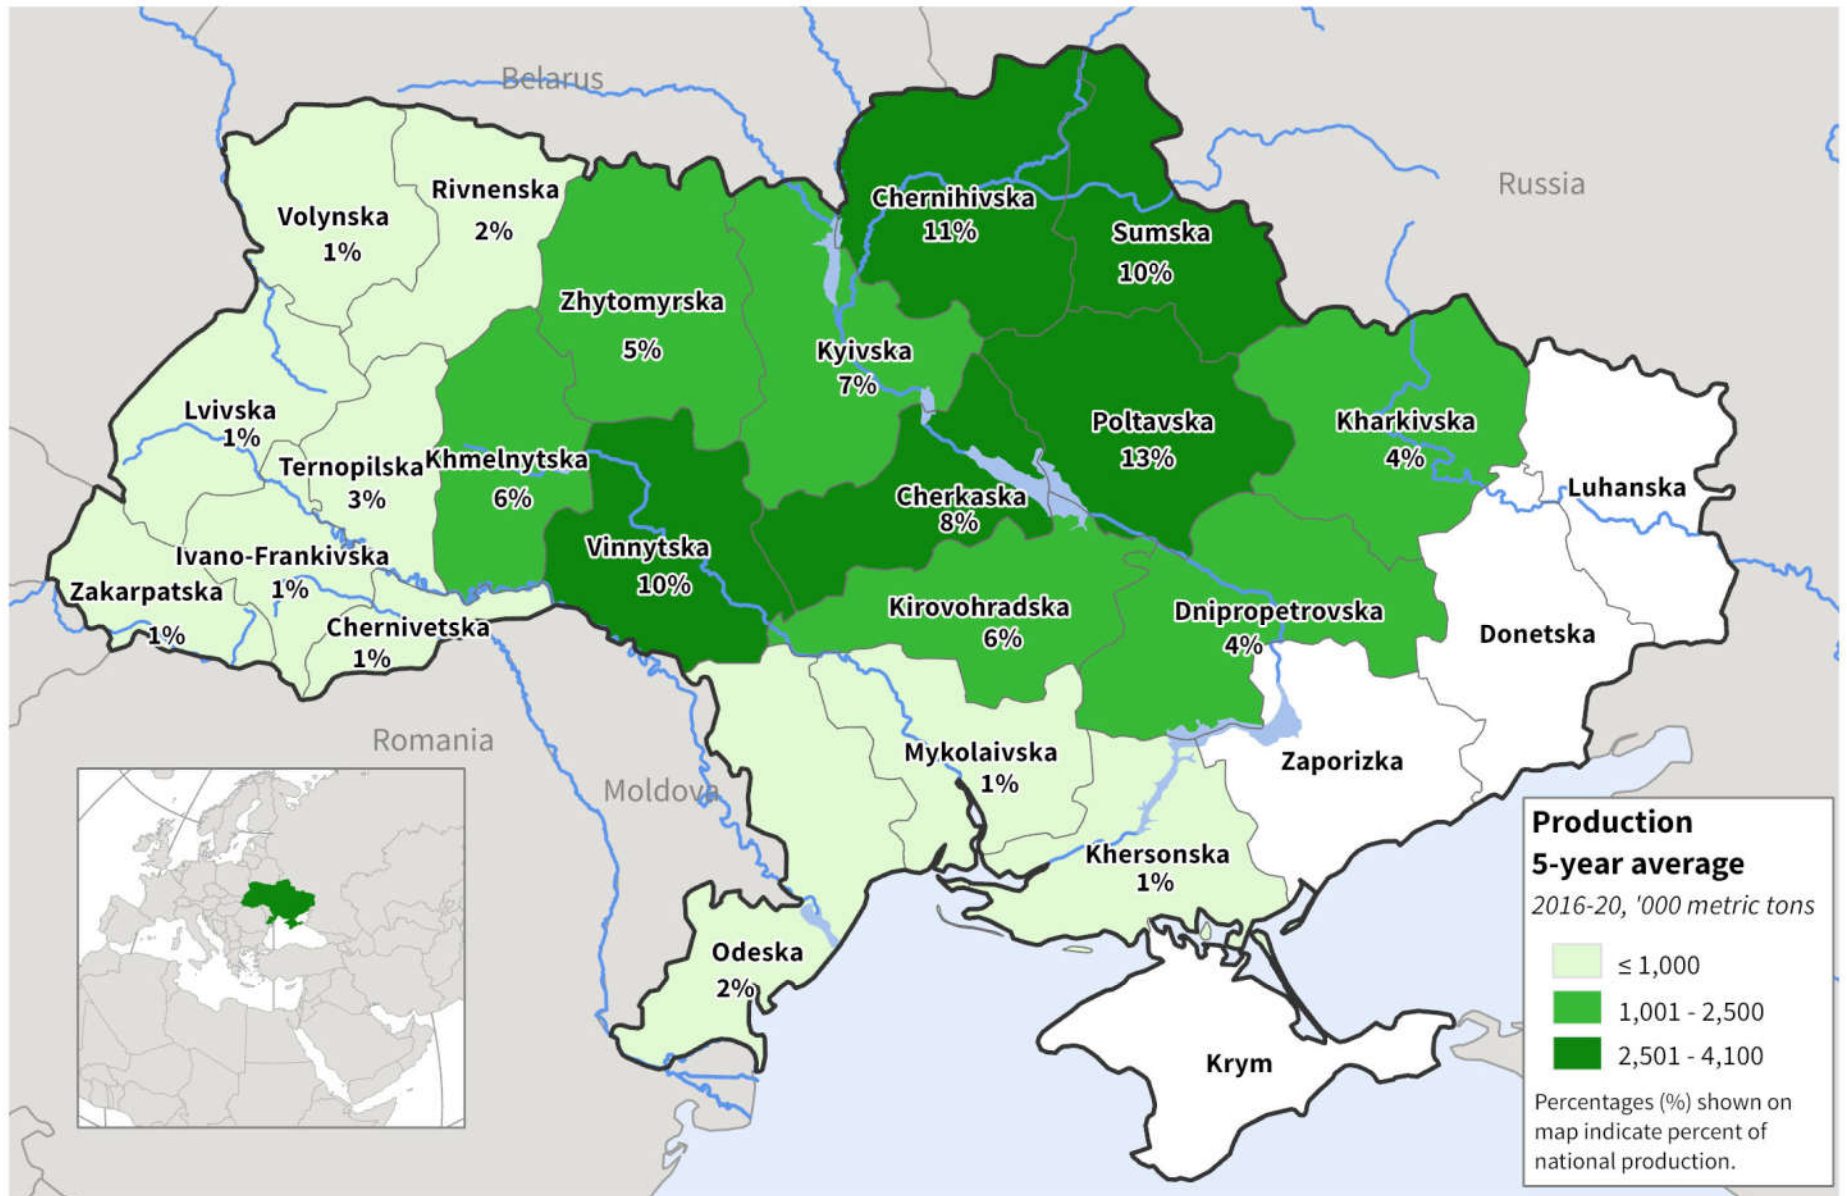 Belarus
Russia
Volynska
1%
Rivnenska
2%
Chernihivska
11%
Sumska
10%
Zhytomyrska
5%
Kyivska
7%
Lvivska
1%
Ternopilska
3%
Khmelnytska
6%
Poltavska
13%
Kharkivska
4%
Luhanska
Cherkaska
8%
Vinnytska
10%
Ivano-Frankivska
1%
Zakarpatska
1%
Chernivetska
1%
Kirovohradska
6%
Dnipropetrovska
4%
Donetska
Romania
Moldova
Mykolaivska
1%
Zaporizka
Khersonska
1%
Odeska
2%
Krym
Production
5-year average
2016-20, '000 metric tons
≤ 1,000
1,001 - 2,500
2,501 - 4,100
Percentages (%) shown on
map indicate percent of
national production.